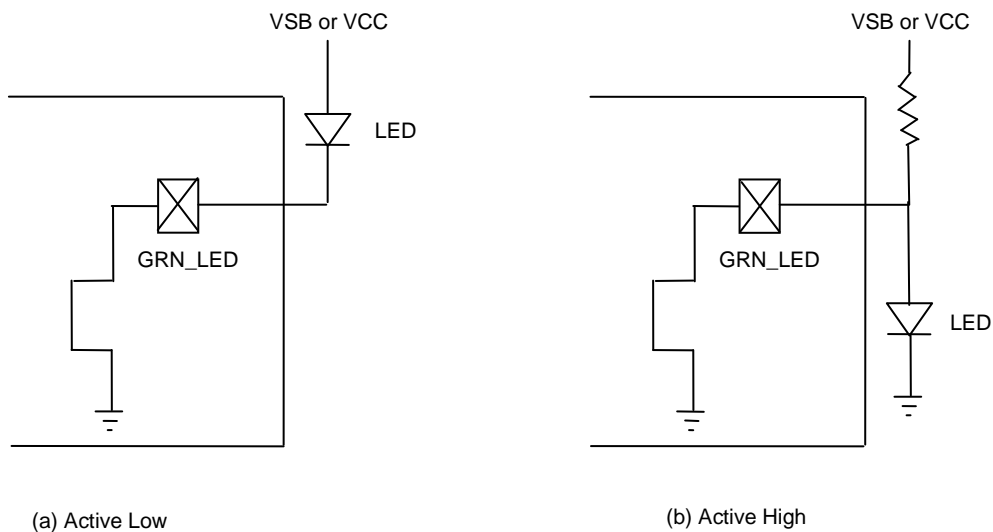 VSB or VCC
LED
GRN_LED
(a) Active Low
VSB or VCC
GRN_LED
LED
(b) Active High